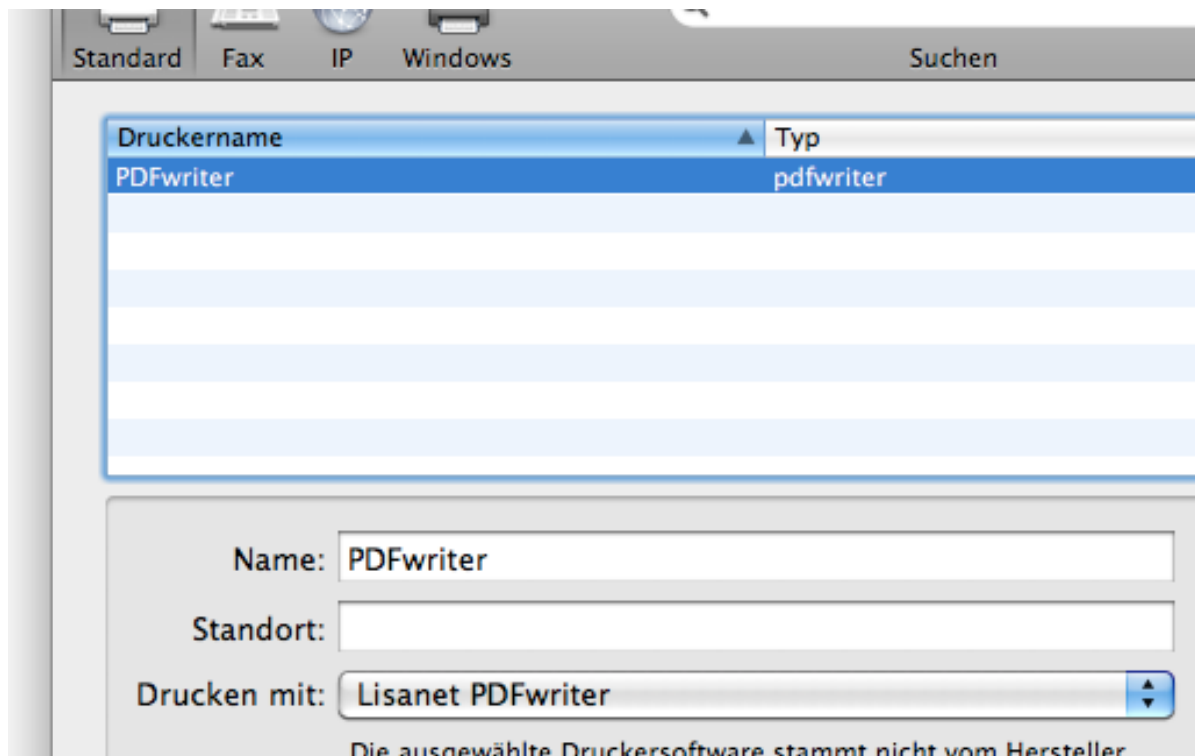 Standard Fax IP Windows Suchen
Druckername Typ
PDFwriter pdfwriter
Name: PDFwriter
Standort:
Drucken mit: Lisanet PDFwriter
Die ausgewählte Druckersoftware stammt nicht vom Hersteller